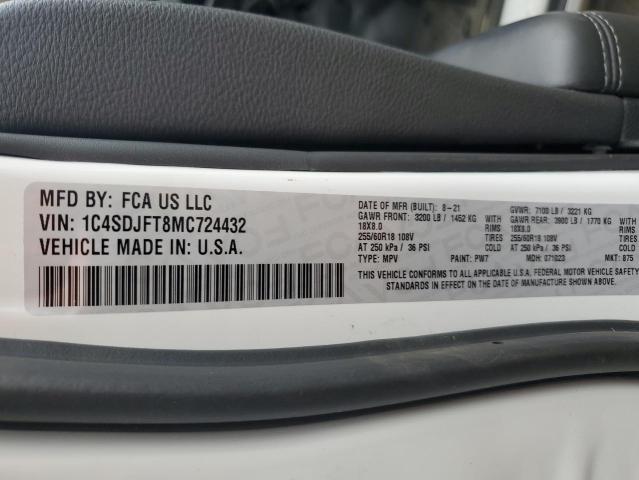 MFD BY: FCA US LLC
VIN: 1C4SDJFT8MC724432
VEHICLE MADE IN: U.S.A.
DATE OF MFR (BUILT): 8-21 GVWR: 7100 LB / 3221 KG
GAWR FRONT: 3200 LB / 1452 KG WITH GAWR REAR: 3900 LB / 1770 KG WITH
18X8.0 RIMS 18X8.0 RIMS
255/60R18 108V TIRES 255/60R18 108V TIRES
AT 250 kPa / 36 PSI COLD AT 250 kPa / 36 PSI COLD
TYPE: MPV PAINT: PW7 MDH: 071823 MKT: 875
THIS VEHICLE CONFORMS TO ALL APPLICABLE U.S.A. FEDERAL MOTOR VEHICLE SAFETY
STANDARDS IN EFFECT ON THE DATE OF MANUFACTURE SHOWN ABOVE.